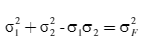 σ₁² + σ₂² - σ₁σ₂ = σ_F²